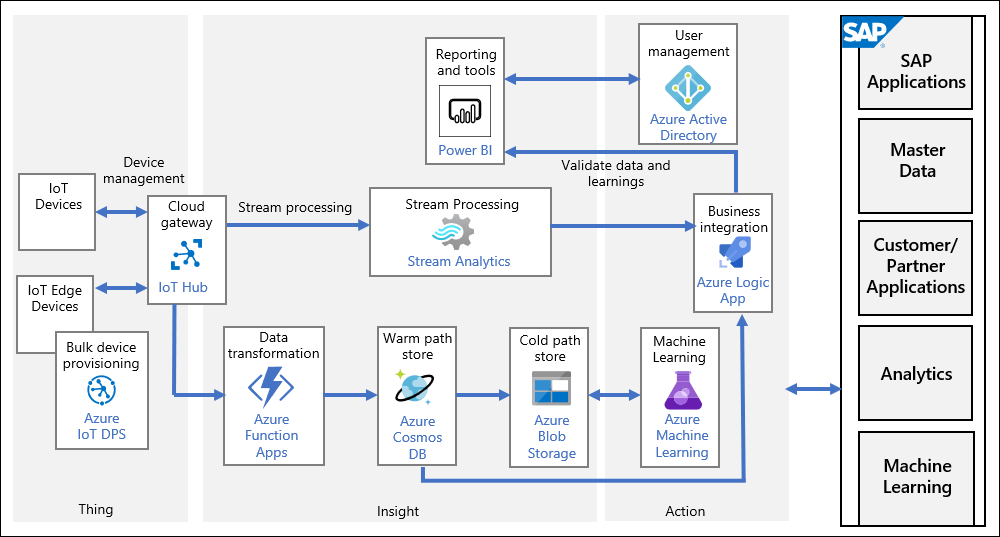 Reporting
and tools
Power BI
User
management
Azure Active
Directory
Validate data and
learnings
Device
management
IoT
Devices
Cloud
gateway
IoT Hub
Stream processing
Stream Processing
Stream Analytics
Business
integration
Azure Logic
App
IoT Edge
Devices
Bulk device
provisioning
Azure
IoT DPS
Data
transformation
Azure
Function
Apps
Warm path
store
Azure
Cosmos
DB
Cold path
store
Azure
Blob
Storage
Machine
Learning
Azure
Machine
Learning
Thing
Insight
Action
SAP
SAP
Applications
Master
Data
Customer/
Partner
Applications
Analytics
Machine
Learning